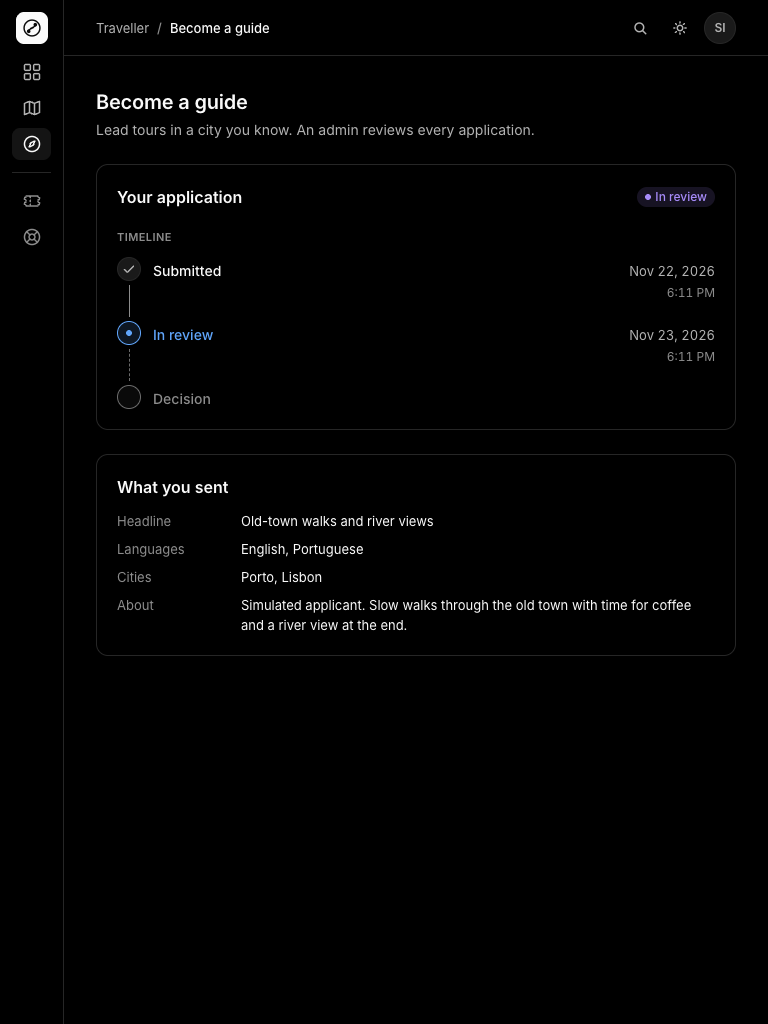 Traveller / Become a guide
SI
Become a guide
Lead tours in a city you know. An admin reviews every application.
Your application
In review
TIMELINE
Submitted
Nov 22, 2026
6:11 PM
In review
Nov 23, 2026
6:11 PM
Decision
What you sent
Headline
Old-town walks and river views
Languages
English, Portuguese
Cities
Porto, Lisbon
About
Simulated applicant. Slow walks through the old town with time for coffee
and a river view at the end.